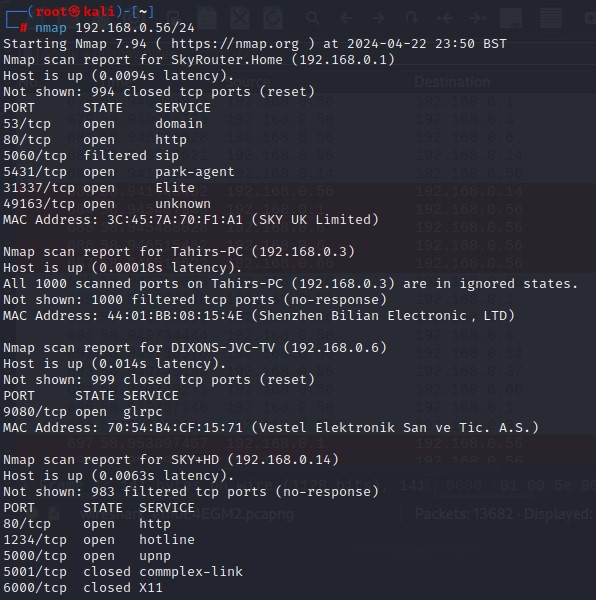 ┌──(root㉿kali)-[~]
└─# nmap 192.168.0.56/24
Starting Nmap 7.94 ( https://nmap.org ) at 2024-04-22 23:50 BST
Nmap scan report for SkyRouter.Home (192.168.0.1)
Host is up (0.0094s latency).
Not shown: 994 closed tcp ports (reset)
PORT STATE SERVICE
53/tcp open domain
80/tcp open http
5060/tcp filtered sip
5431/tcp open park-agent
31337/tcp open Elite
49163/tcp open unknown
MAC Address: 3C:45:7A:70:F1:A1 (SKY UK Limited)
Nmap scan report for Tahirs-PC (192.168.0.3)
Host is up (0.00018s latency).
All 1000 scanned ports on Tahirs-PC (192.168.0.3) are in ignored states.
Not shown: 1000 filtered tcp ports (no-response)
MAC Address: 44:01:BB:08:15:4E (Shenzhen Bilian Electronic，LTD)
Nmap scan report for DIXONS-JVC-TV (192.168.0.6)
Host is up (0.014s latency).
Not shown: 999 closed tcp ports (reset)
PORT STATE SERVICE
9080/tcp open glrpc
MAC Address: 70:54:B4:CF:15:71 (Vestel Elektronik San ve Tic. A.S.)
Nmap scan report for SKY+HD (192.168.0.14)
Host is up (0.0063s latency).
Not shown: 983 filtered tcp ports (no-response)
PORT STATE SERVICE
80/tcp open http
1234/tcp open hotline
5000/tcp open upnp
5001/tcp closed commplex-link
6000/tcp closed X11